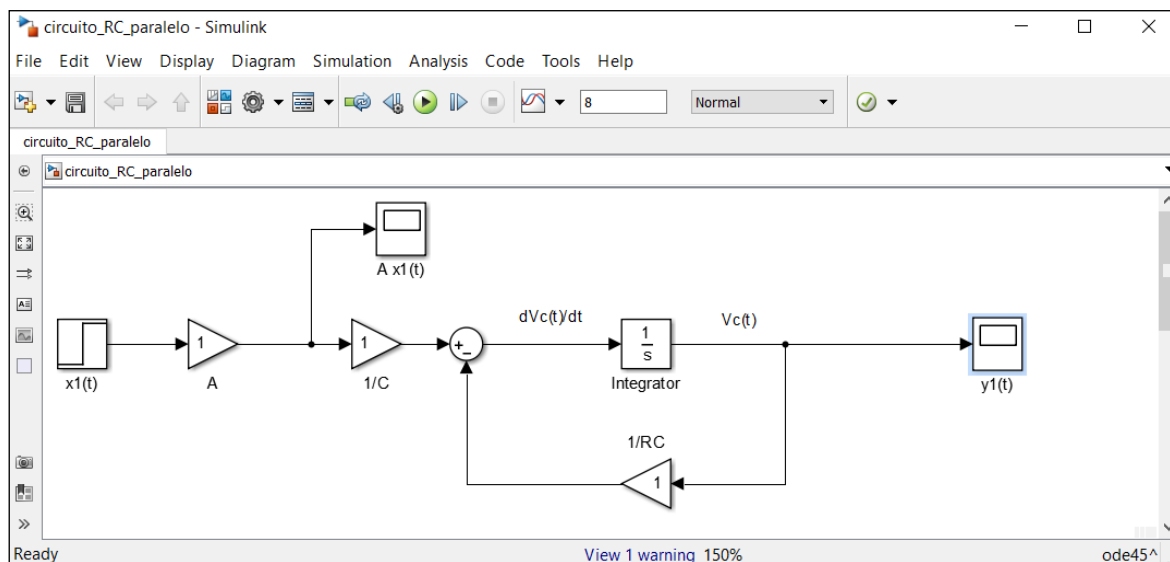 circuito_RC_paralelo - Simulink
File Edit View Display Diagram Simulation Analysis Code Tools Help
8 Normal
circuito_RC_paralelo
circuito_RC_paralelo
A x1(t)
dVc(t)/dt Vc(t)
1 1 + - 1/s
x1(t) A 1/C Integrator y1(t)
1/RC
1
Ready View 1 warning 150% ode45^